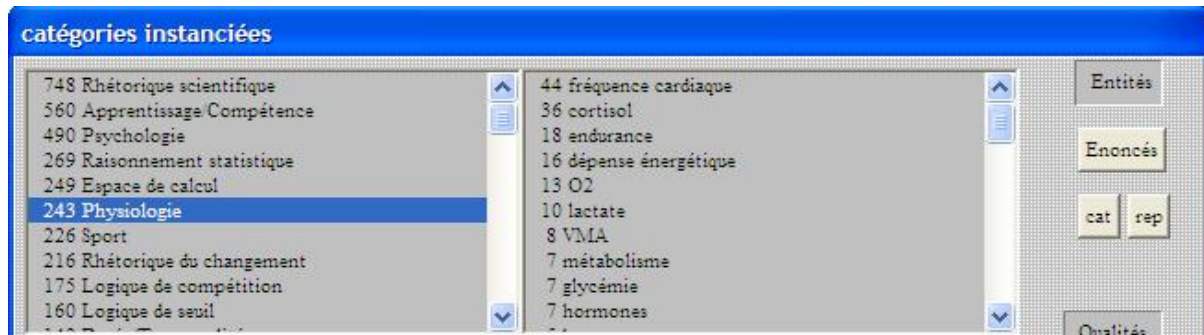 catégories instanciées
748 Rhétorique scientifique
560 Apprentissage/Compétence
490 Psychologie
269 Raisonnement statistique
249 Espace de calcul
243 Physiologie
226 Sport
216 Rhétorique du changement
175 Logique de compétition
160 Logique de seuil
44 fréquence cardiaque
36 cortisol
18 endurance
16 dépense énergétique
13 O2
10 lactate
8 VMA
7 métabolisme
7 glycémie
7 hormones
Entités
Enoncés
cat rep
Qualités